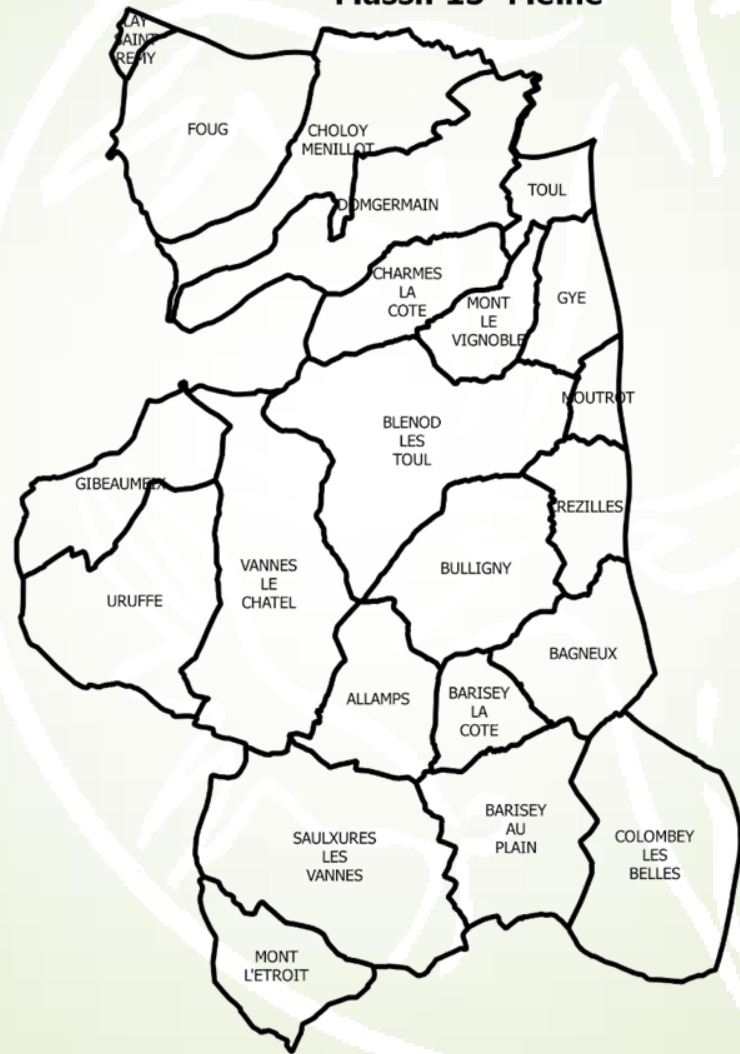 Massif 15 Meine
LAY
SAINT
REMY
FOUG
CHOLOY
MENILLOT
DOMGERMAIN
TOUL
CHARMES
LA
COTE
MONT
LE
VIGNOBLE
GYE
MOUTROT
BLENOD
LES
TOUL
GIBEAUMEIX
CREZILLES
URUFFE
VANNES
LE
CHATEL
BULLIGNY
BAGNEUX
ALLAMPS
BARISEY
LA
COTE
SAULXURES
LES
VANNES
BARISEY
AU
PLAIN
COLOMBEY
LES
BELLES
MONT
L'ETROIT